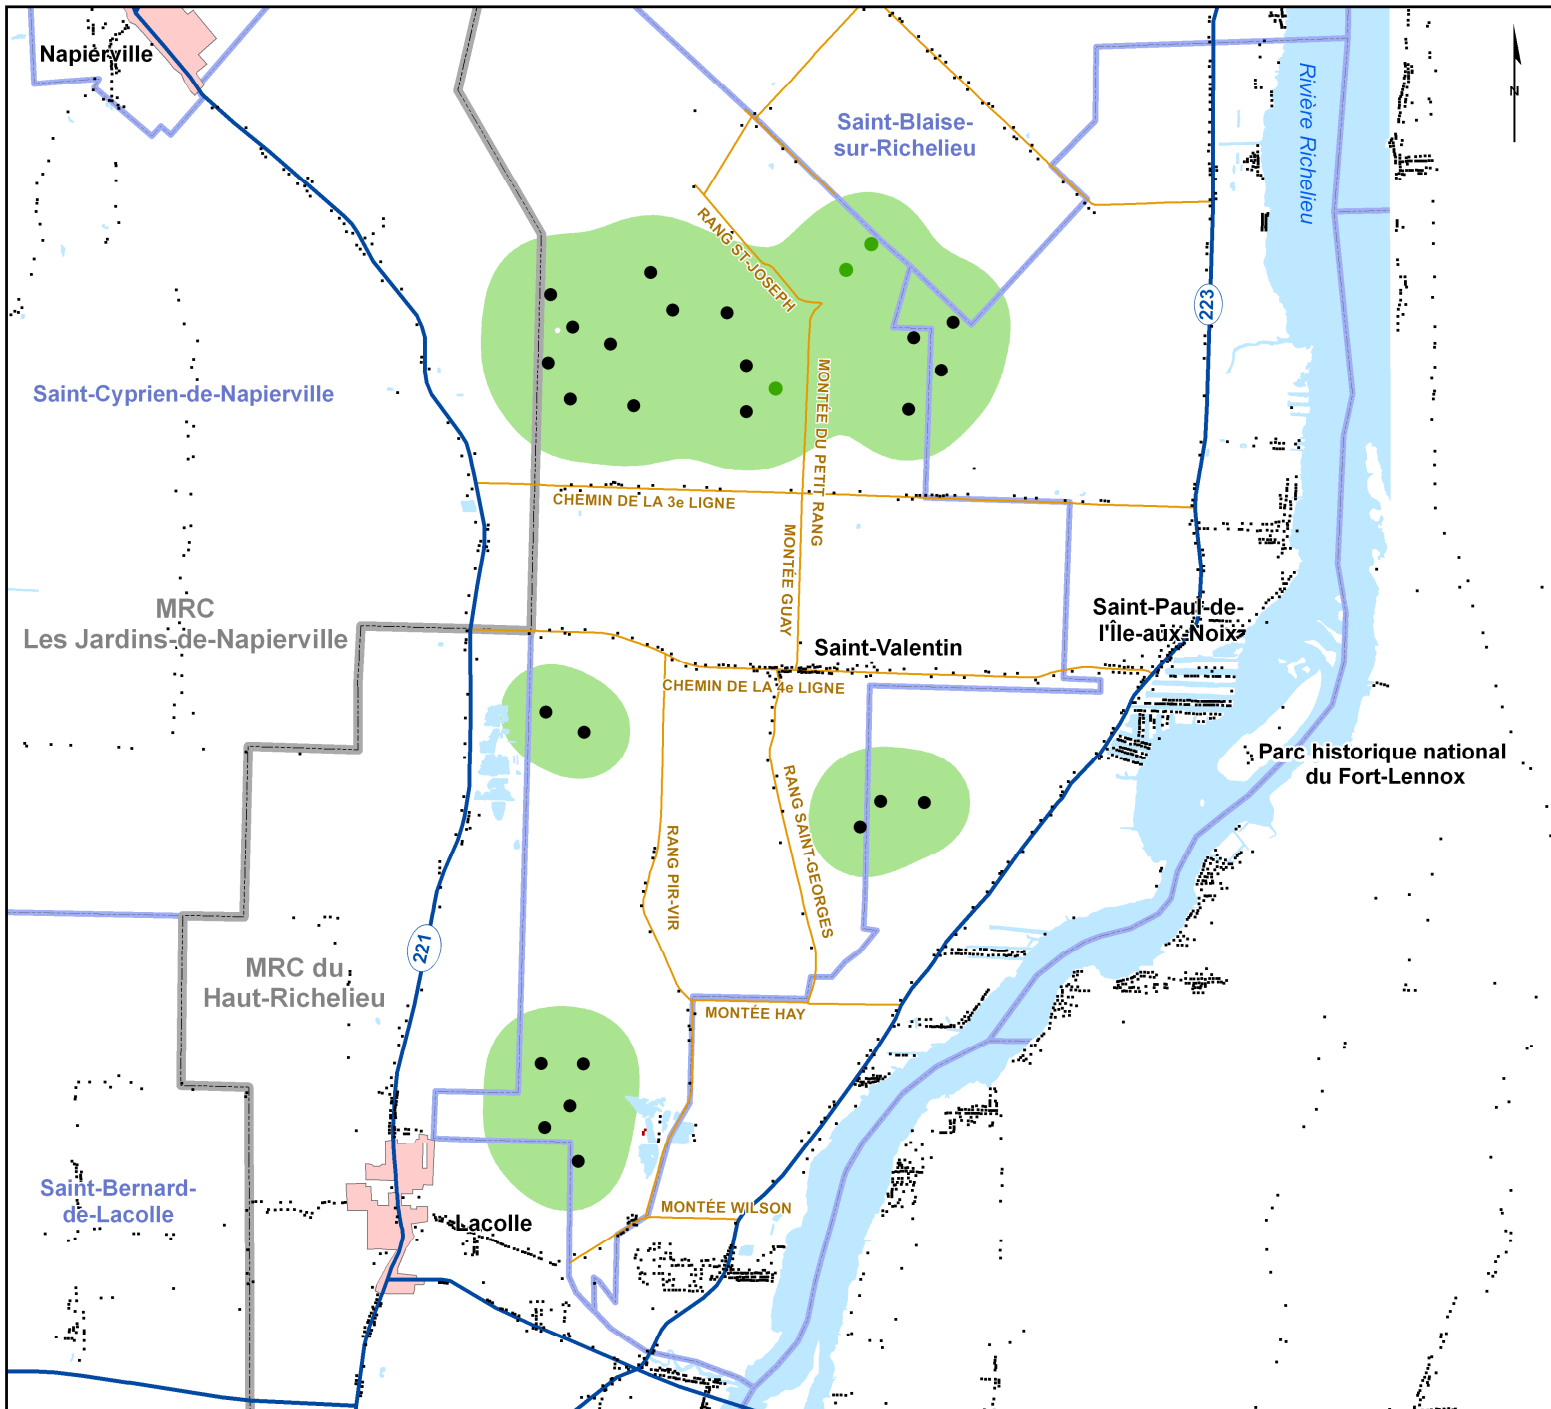 Napierville
N
Rivière Richelieu
Saint-Blaise-
sur-Richelieu
RANG ST-JOSEPH
223
Saint-Cyprien-de-Napierville
MONTÉE DU PETIT RANG
CHEMIN DE LA 3e LIGNE
MONTÉE GUAY
MRC
Les Jardins-de-Napierville
Saint-Paul-de-
l'Île-aux-Noix
Saint-Valentin
CHEMIN DE LA 4e LIGNE
Parc historique national
du Fort-Lennox
RANG SAINT-GEORGES
RANG PIR-VIR
221
MRC du
Haut-Richelieu
MONTÉE HAY
Saint-Bernard-
de-Lacolle
MONTÉE WILSON
Lacolle